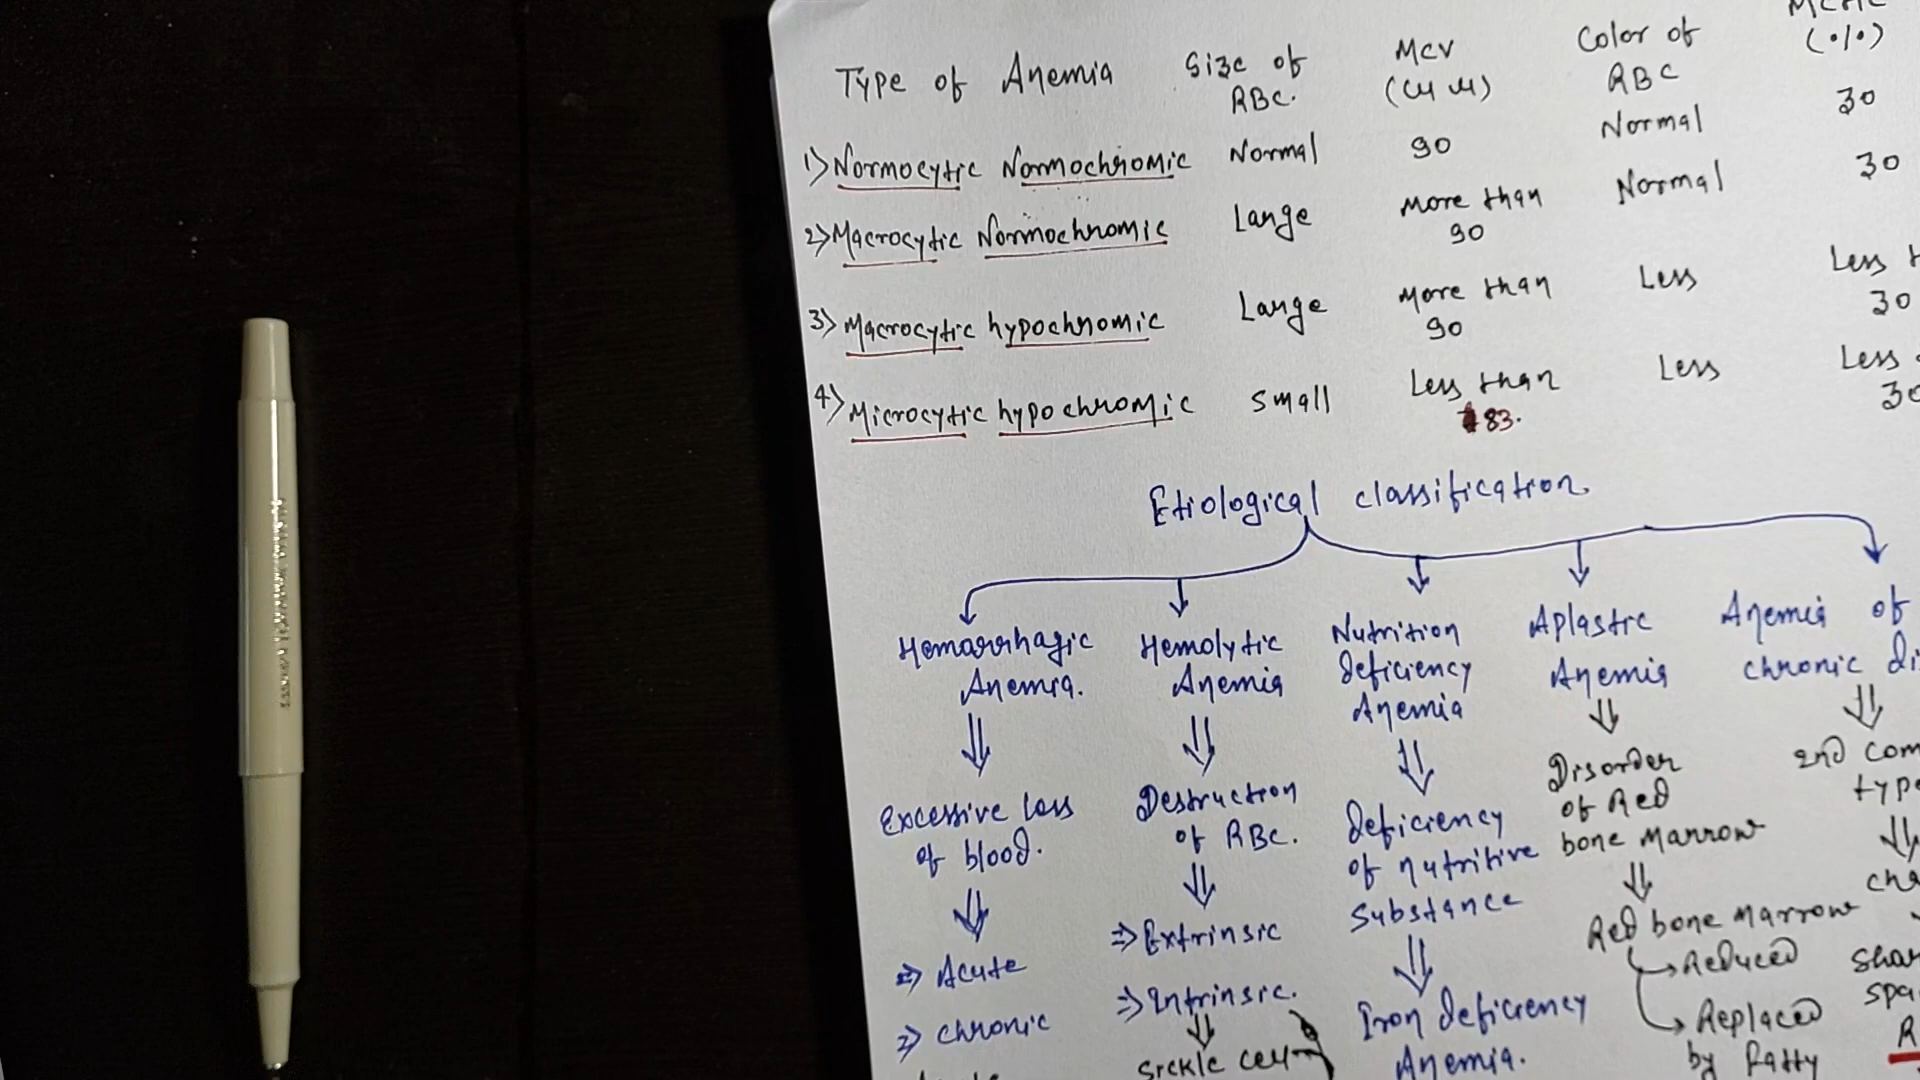 Type of Anemia Size of RBC. MCV (cu u) Color of RBC MCHC (%)
1) Normocytic Normochromic Normal 90 Normal 30
2) Macrocytic Normochromic Large More than 90 Normal 30
3) Macrocytic hypochromic Large More than 90 Less Less 30
4) Microcytic hypochromic Small Less than 83. Less Less
Etiological classification
Hemarrhagic Anemia.
Excessive loss of blood.
⇒ Acute
⇒ chronic
Hemolytic Anemia
Destruction of RBC.
⇒ Extrinsic
⇒ Intrinsic.
Sickle cell
Nutrition deficiency Anemia
deficiency of nutritive Substance
Iron deficiency Anemia.
Aplastic Anemia
Disorder of Red bone marrow
Red bone marrow
→ Reduced
→ Replaced by fatty
Anemia of chronic
2nd